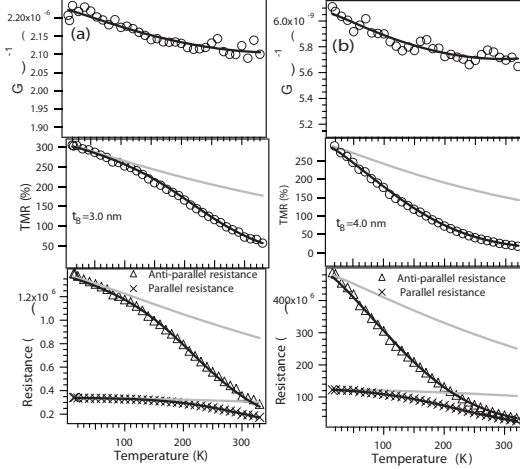 2.20x10⁻⁶
2.15
2.10
2.05
2.00
1.95
1.90
G ( ⁻¹ )
(a)
6.0x10⁻⁹
5.8
5.6
5.4
5.2
G ( ⁻¹ )
(b)
300
250
200
150
100
50
TMR (%)
t_B=3.0 nm
300
250
200
150
100
50
0
TMR (%)
t_B=4.0 nm
1.2x10⁶
1.0
0.8
0.6
0.4
0.2
Resistance (
(
Anti-parallel resistance
Parallel resistance
100
200
300
Temperature (K)
400x10⁶
300
200
100
Resistance (
(
Anti-parallel resistance
Parallel resistance
100
200
300
Temperature (K)